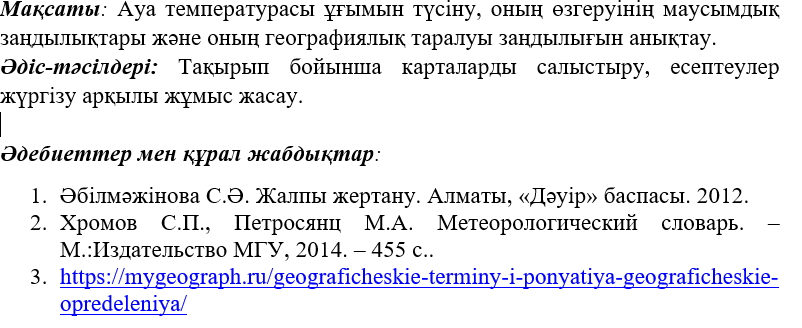 Мақсаты: Ауа температурасы ұғымын түсіну, оның өзгеруінің маусымдық
заңдылықтары және оның географиялық таралуы заңдылығын анықтау.
Әдіс-тәсілдері: Тақырып бойынша карталарды салыстыру, есептеулер
жүргізу арқылы жұмыс жасау.
Әдебиеттер мен құрал жабдықтар:
1. Әбілмәжінова С.Ә. Жалпы жертану. Алматы, «Дәуір» баспасы. 2012.
2. Хромов С.П., Петросянц М.А. Метеорологический словарь. –
М.:Издательство МГУ, 2014. – 455 с..
3. https://mygeograph.ru/geograficheskie-terminy-i-ponyatiya-geograficheskie-
opredeleniya/